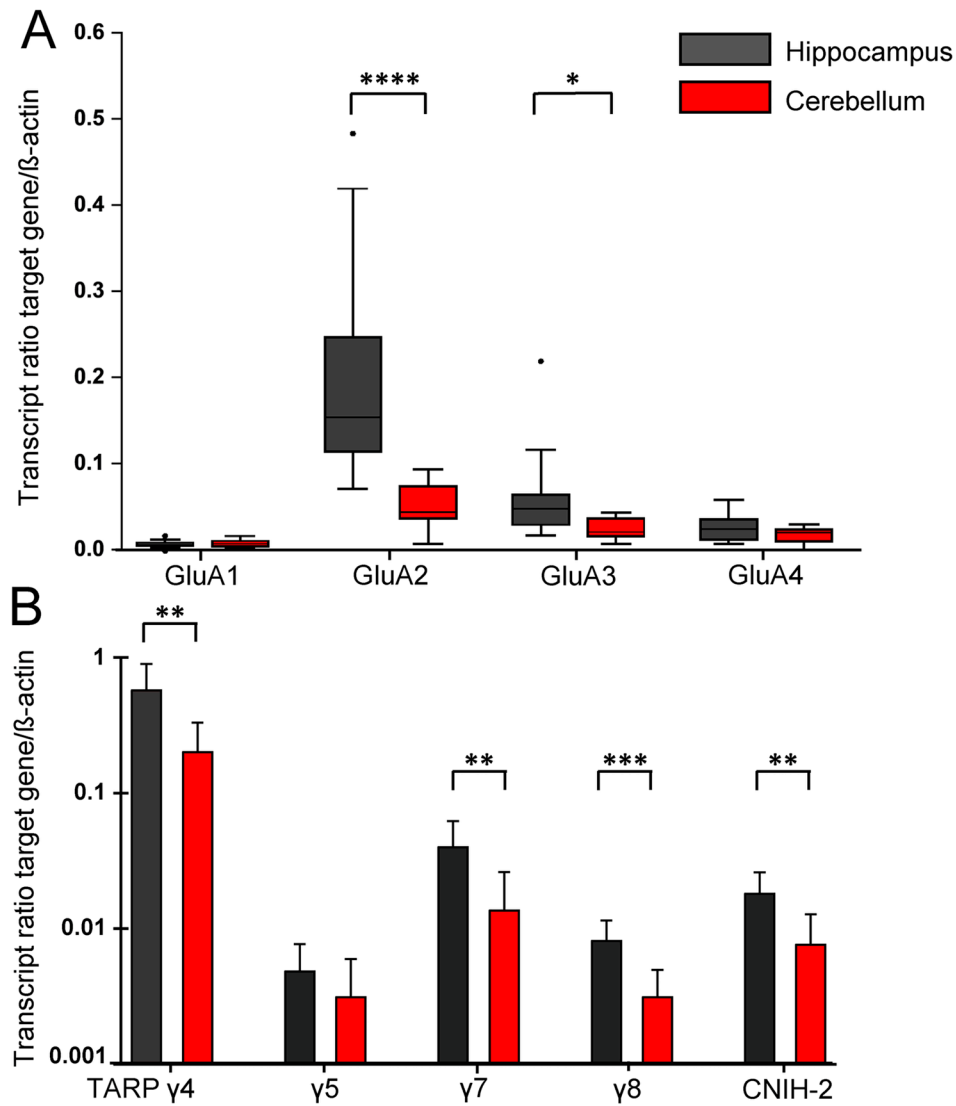 A
Transcript ratio target gene/ß-actin
0.6
0.5
0.4
0.3
0.2
0.1
0.0
Hippocampus
Cerebellum
****
*
GluA1 GluA2 GluA3 GluA4
B
Transcript ratio target gene/ß-actin
1
0.1
0.01
0.001
**
** *** **
TARP γ4 γ5 γ7 γ8 CNIH-2